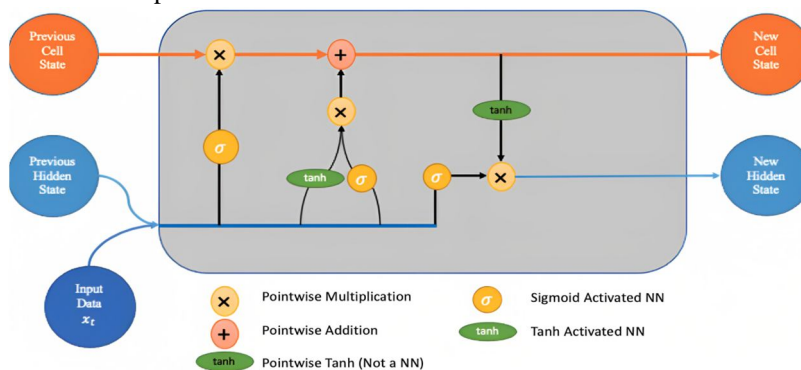 Previous
Cell
State
New
Cell
State
×
+
×
tanh
σ
Previous
Hidden
State
tanh
σ
σ
×
New
Hidden
State
Input
Data
x_t
× Pointwise Multiplication
σ Sigmoid Activated NN
+ Pointwise Addition
tanh Tanh Activated NN
tanh Pointwise Tanh (Not a NN)